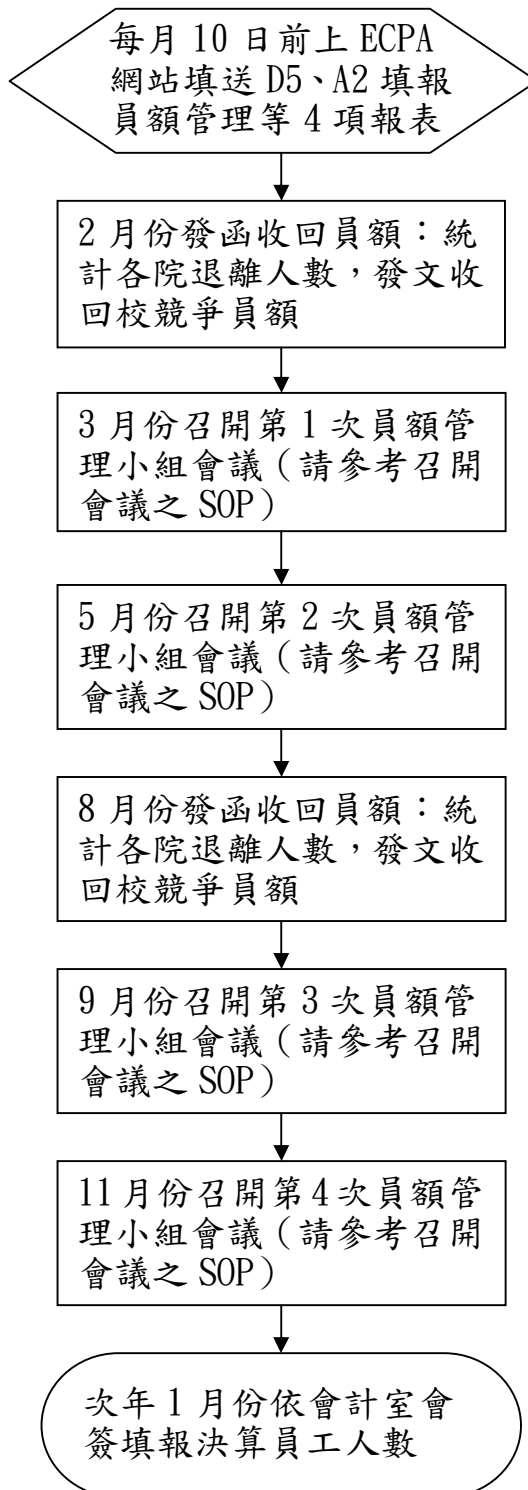 每月 10 日前上 ECPA
網站填送 D5、A2 填報
員額管理等 4 項報表
2 月份發函收回員額：統
計各院退離人數，發文收
回校競爭員額
3 月份召開第 1 次員額管
理小組會議（請參考召開
會議之 SOP）
5 月份召開第 2 次員額管
理小組會議（請參考召開
會議之 SOP）
8 月份發函收回員額：統
計各院退離人數，發文收
回校競爭員額
9 月份召開第 3 次員額管
理小組會議（請參考召開
會議之 SOP）
11 月份召開第 4 次員額管
理小組會議（請參考召開
會議之 SOP）
次年 1 月份依會計室會
簽填報決算員工人數